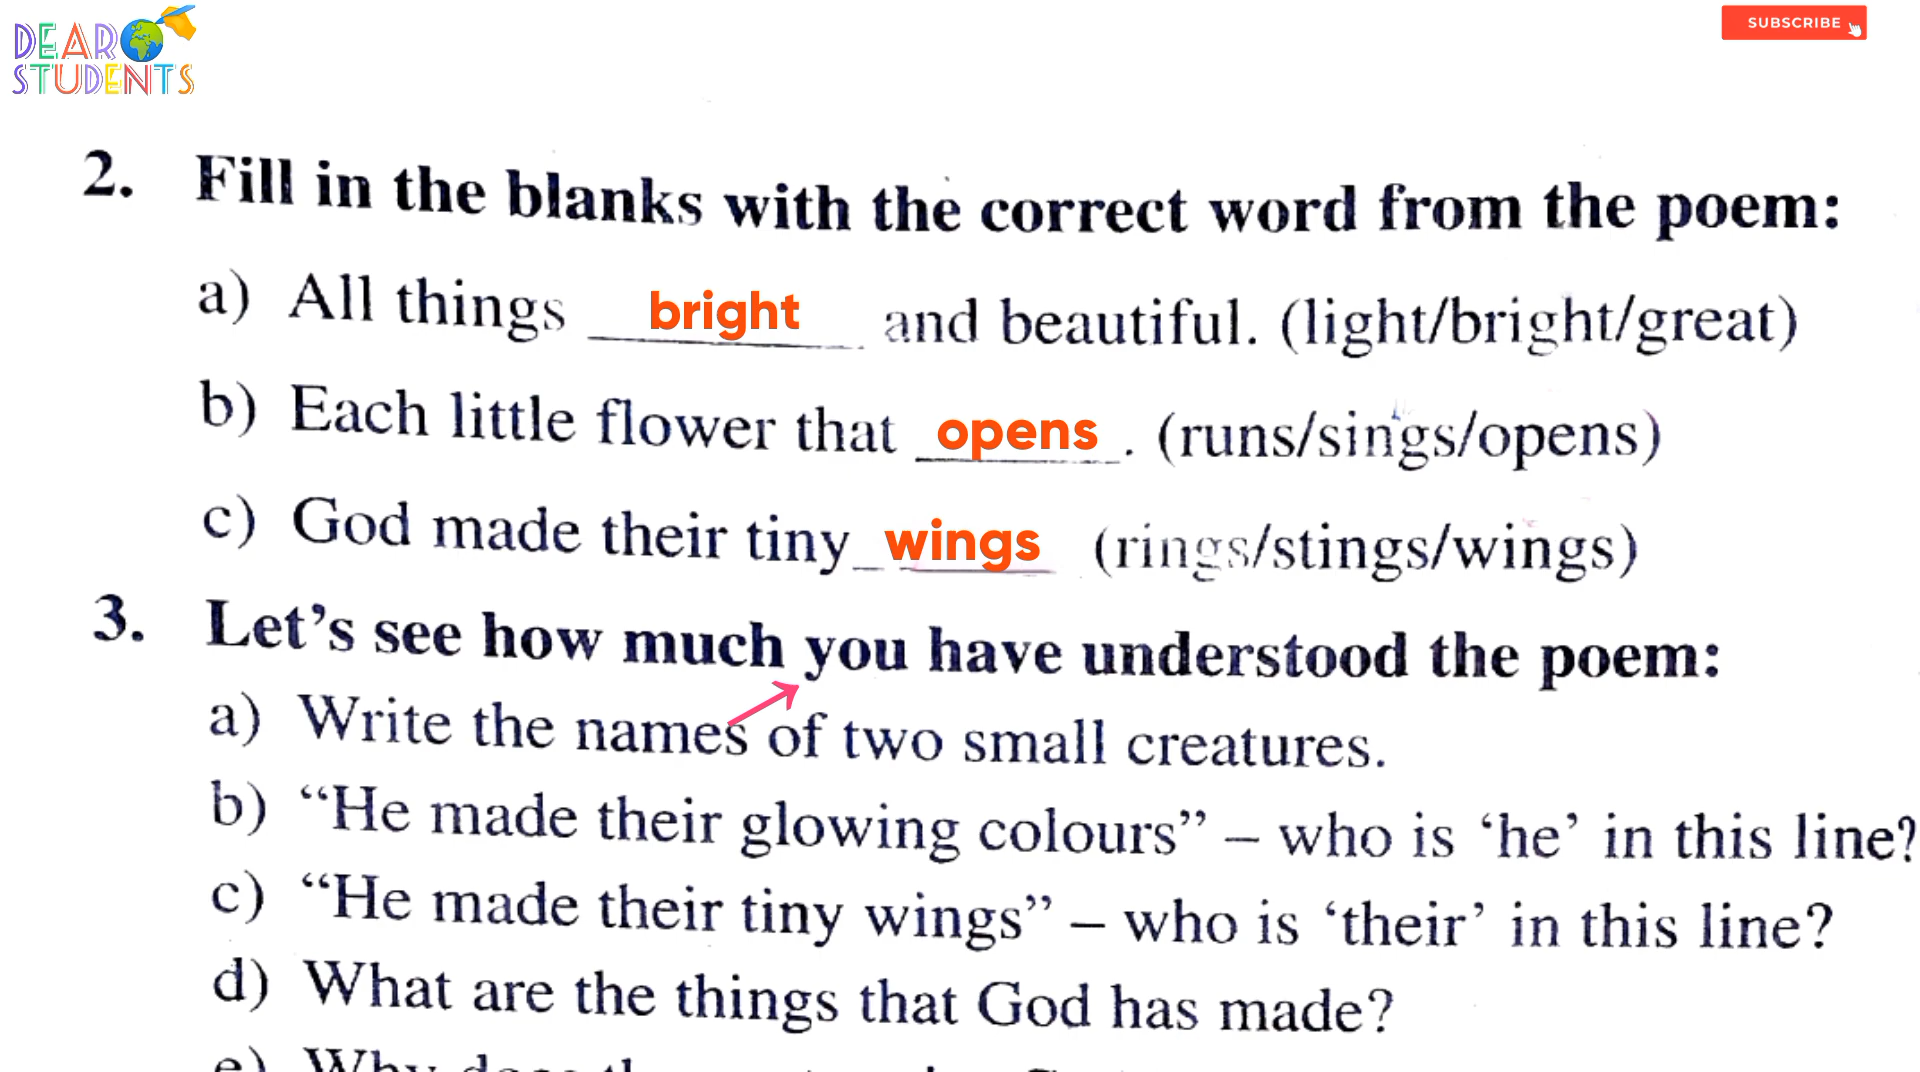 DEAR
STUDENTS
SUBSCRIBE
2. Fill in the blanks with the correct word from the poem:
a) All things bright and beautiful. (light/bright/great)
b) Each little flower that opens. (runs/sings/opens)
c) God made their tiny wings (rings/stings/wings)
3. Let's see how much you have understood the poem:
a) Write the names of two small creatures.
b) “He made their glowing colours” – who is ‘he’ in this line?
c) “He made their tiny wings” – who is ‘their’ in this line?
d) What are the things that God has made?
e) Why does the